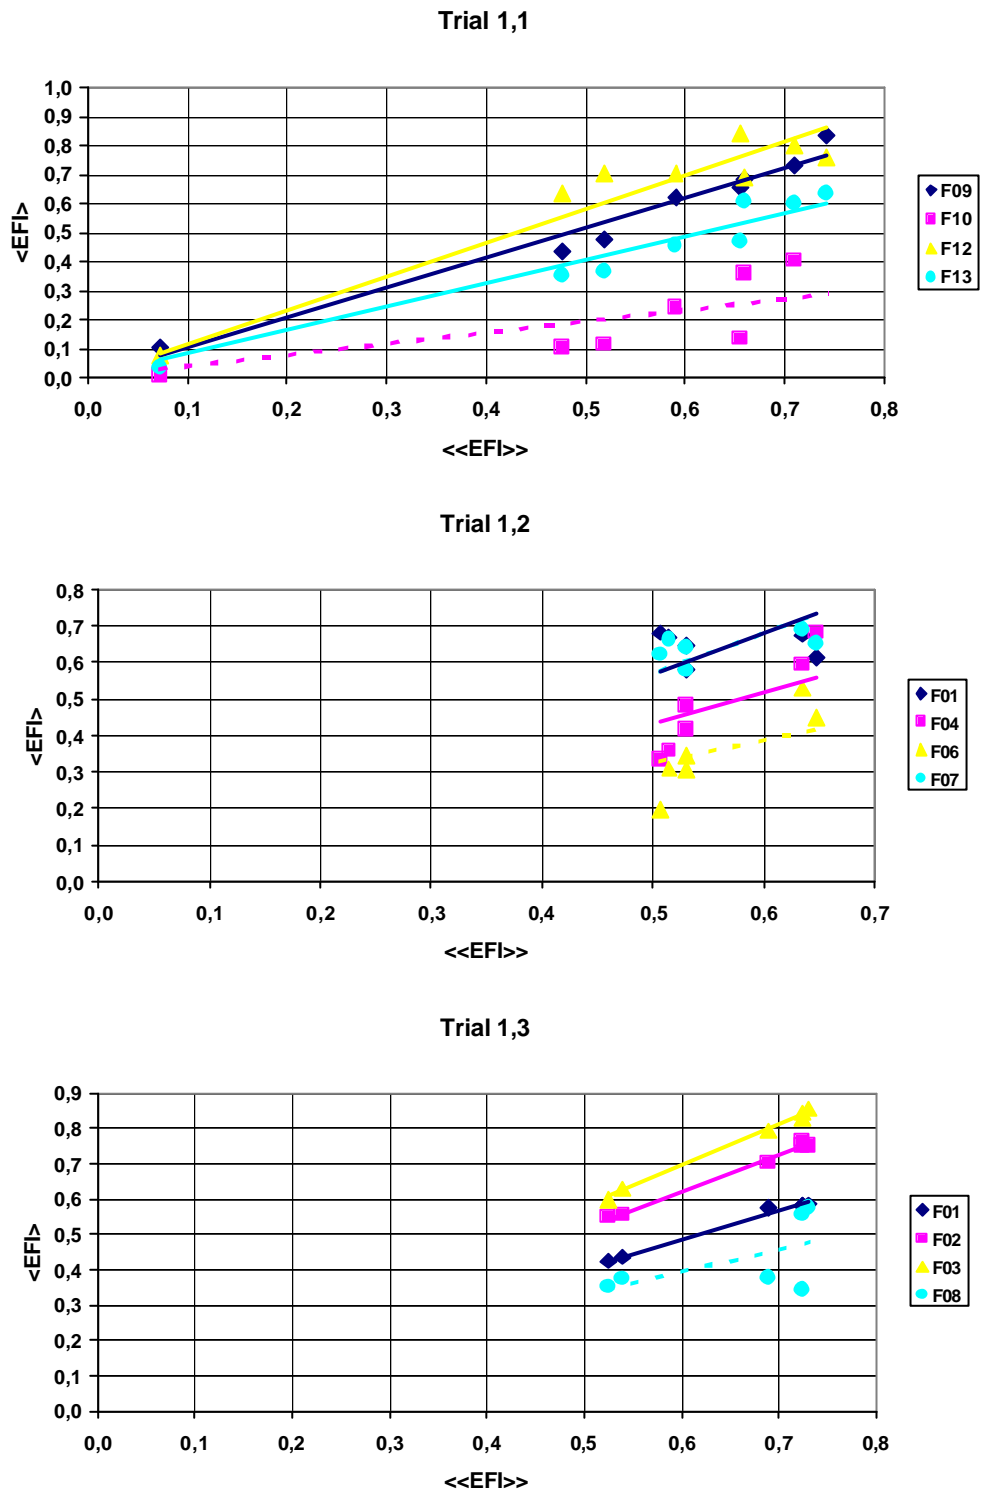 Trial 1,1
1,0
0,9
0,8
0,7
0,6
0,5
0,4
0,3
0,2
0,1
0,0
<EFI>
0,0 0,1 0,2 0,3 0,4 0,5 0,6 0,7 0,8
<<EFI>>
F09
F10
F12
F13
Trial 1,2
0,8
0,7
0,6
0,5
0,4
0,3
0,2
0,1
0,0
<EFI>
0,0 0,1 0,2 0,3 0,4 0,5 0,6 0,7
<<EFI>>
F01
F04
F06
F07
Trial 1,3
0,9
0,8
0,7
0,6
0,5
0,4
0,3
0,2
0,1
0,0
<EFI>
0,0 0,1 0,2 0,3 0,4 0,5 0,6 0,7 0,8
<<EFI>>
F01
F02
F03
F08